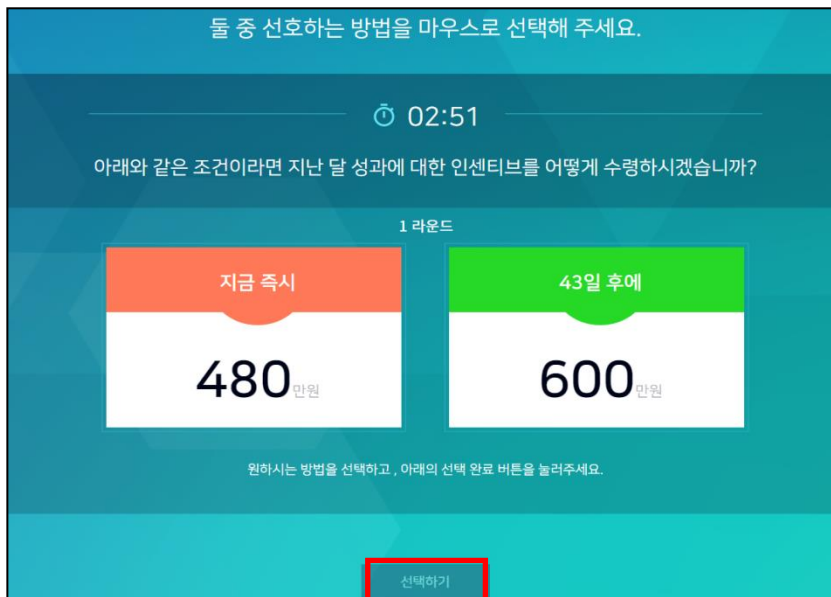 둘 중 선호하는 방법을 마우스로 선택해 주세요.
02:51
아래와 같은 조건이라면 지난 달 성과에 대한 인센티브를 어떻게 수령하시겠습니까?
1 라운드
지금 즉시
480만원
43일 후에
600만원
원하시는 방법을 선택하고 , 아래의 선택 완료 버튼을 눌러주세요.
선택하기